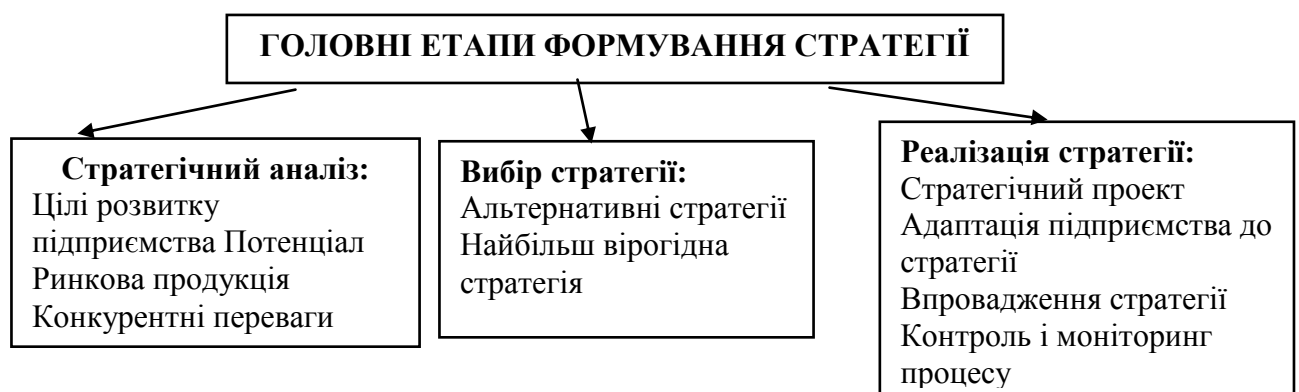 ГОЛОВНІ ЕТАПИ ФОРМУВАННЯ СТРАТЕГІЇ
Стратегічний аналіз:
Цілі розвитку
підприємства Потенціал
Ринкова продукція
Конкурентні переваги
Вибір стратегії:
Альтернативні стратегії
Найбільш вірогідна
стратегія
Реалізація стратегії:
Стратегічний проект
Адаптація підприємства до
стратегії
Впровадження стратегії
Контроль і моніторинг
процесу